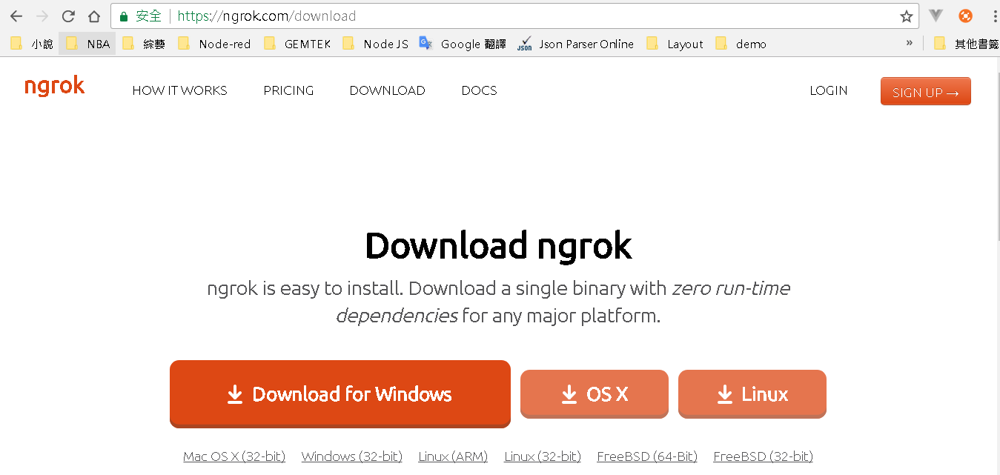 安全 https://ngrok.com/download
小說 NBA 綜藝 Node-red GEMTEK Node JS Google 翻譯 JSON Json Parser Online Layout demo » 其他書籤
ngrok HOW IT WORKS PRICING DOWNLOAD DOCS LOGIN SIGN UP →
Download ngrok
ngrok is easy to install. Download a single binary with zero run-time
dependencies for any major platform.
Download for Windows OS X Linux
Mac OS X (32-bit) Windows (32-bit) Linux (ARM) Linux (32-bit) FreeBSD (64-Bit) FreeBSD (32-bit)